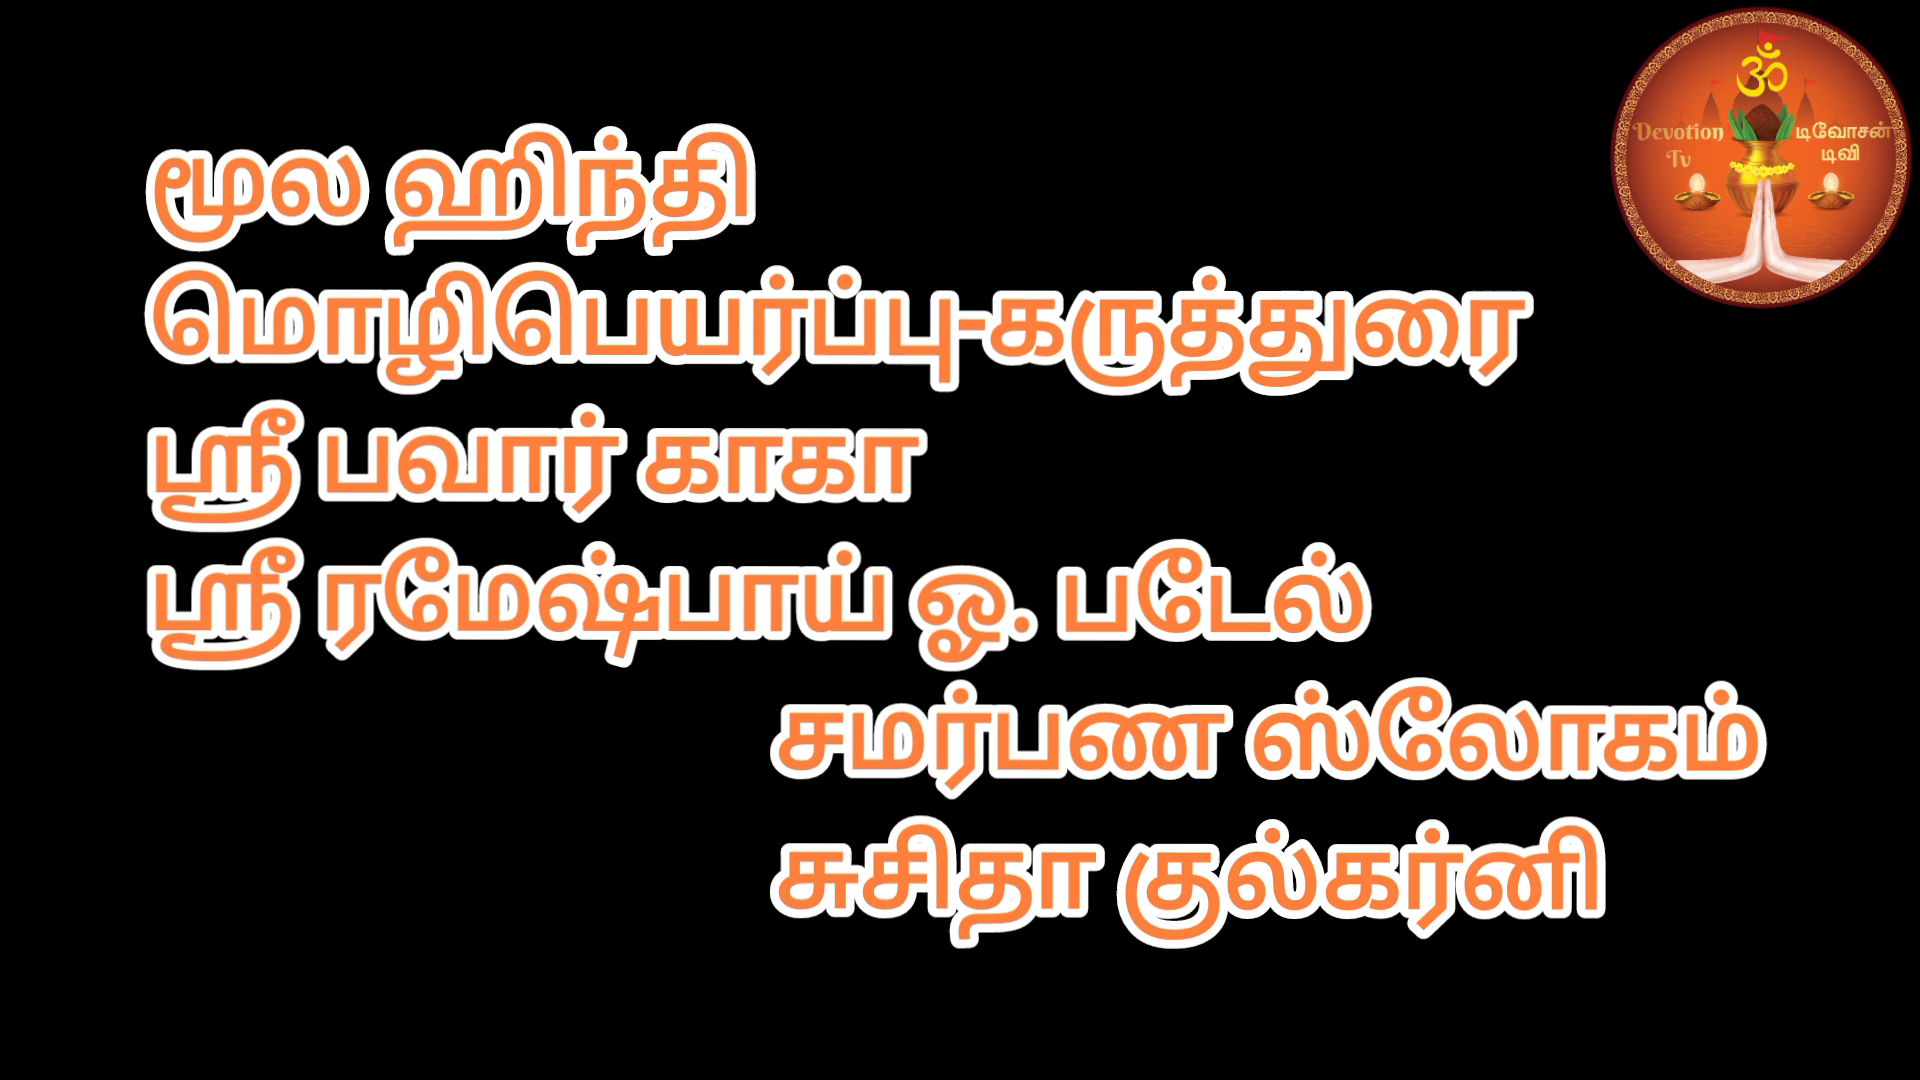 மூல ஹிந்தி
மொழிபெயர்ப்பு-கருத்துரை
ஸ்ரீ பவார் காகா
ஸ்ரீ ரமேஷ்பாய் ஓ. படேல்
சமர்பண ஸ்லோகம்
சுசிதா குல்கர்னி
ॐ
Devotion
Tv
டிவோசன்
டிவி